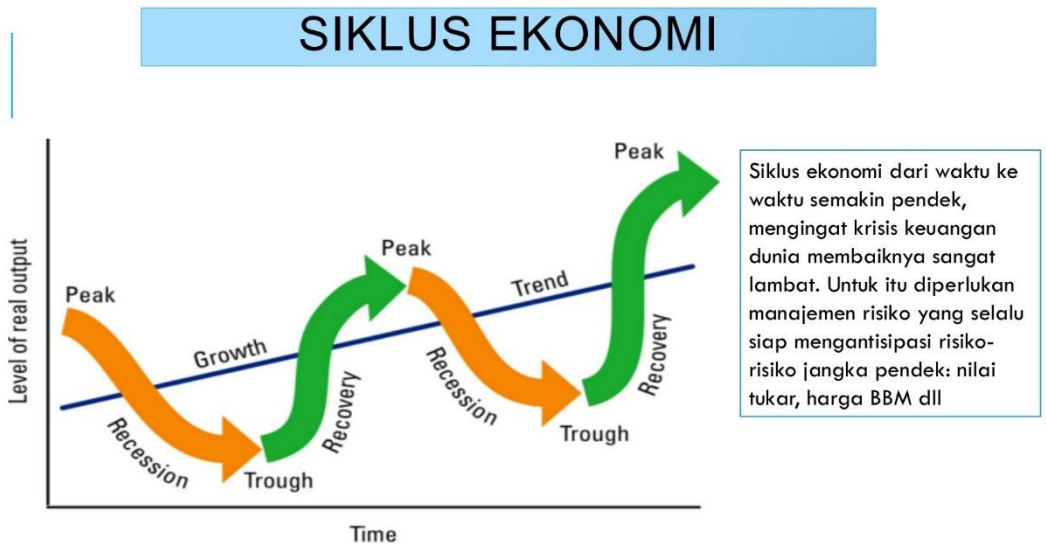 SIKLUS EKONOMI
Level of real output
Peak
Recession
Growth
Trough
Recovery
Peak
Recession
Trend
Trough
Recovery
Peak
Time
Siklus ekonomi dari waktu ke
waktu semakin pendek,
mengingat krisis keuangan
dunia membaiknya sangat
lambat. Untuk itu diperlukan
manajemen risiko yang selalu
siap mengantisipasi risiko-
risiko jangka pendek: nilai
tukar, harga BBM dll